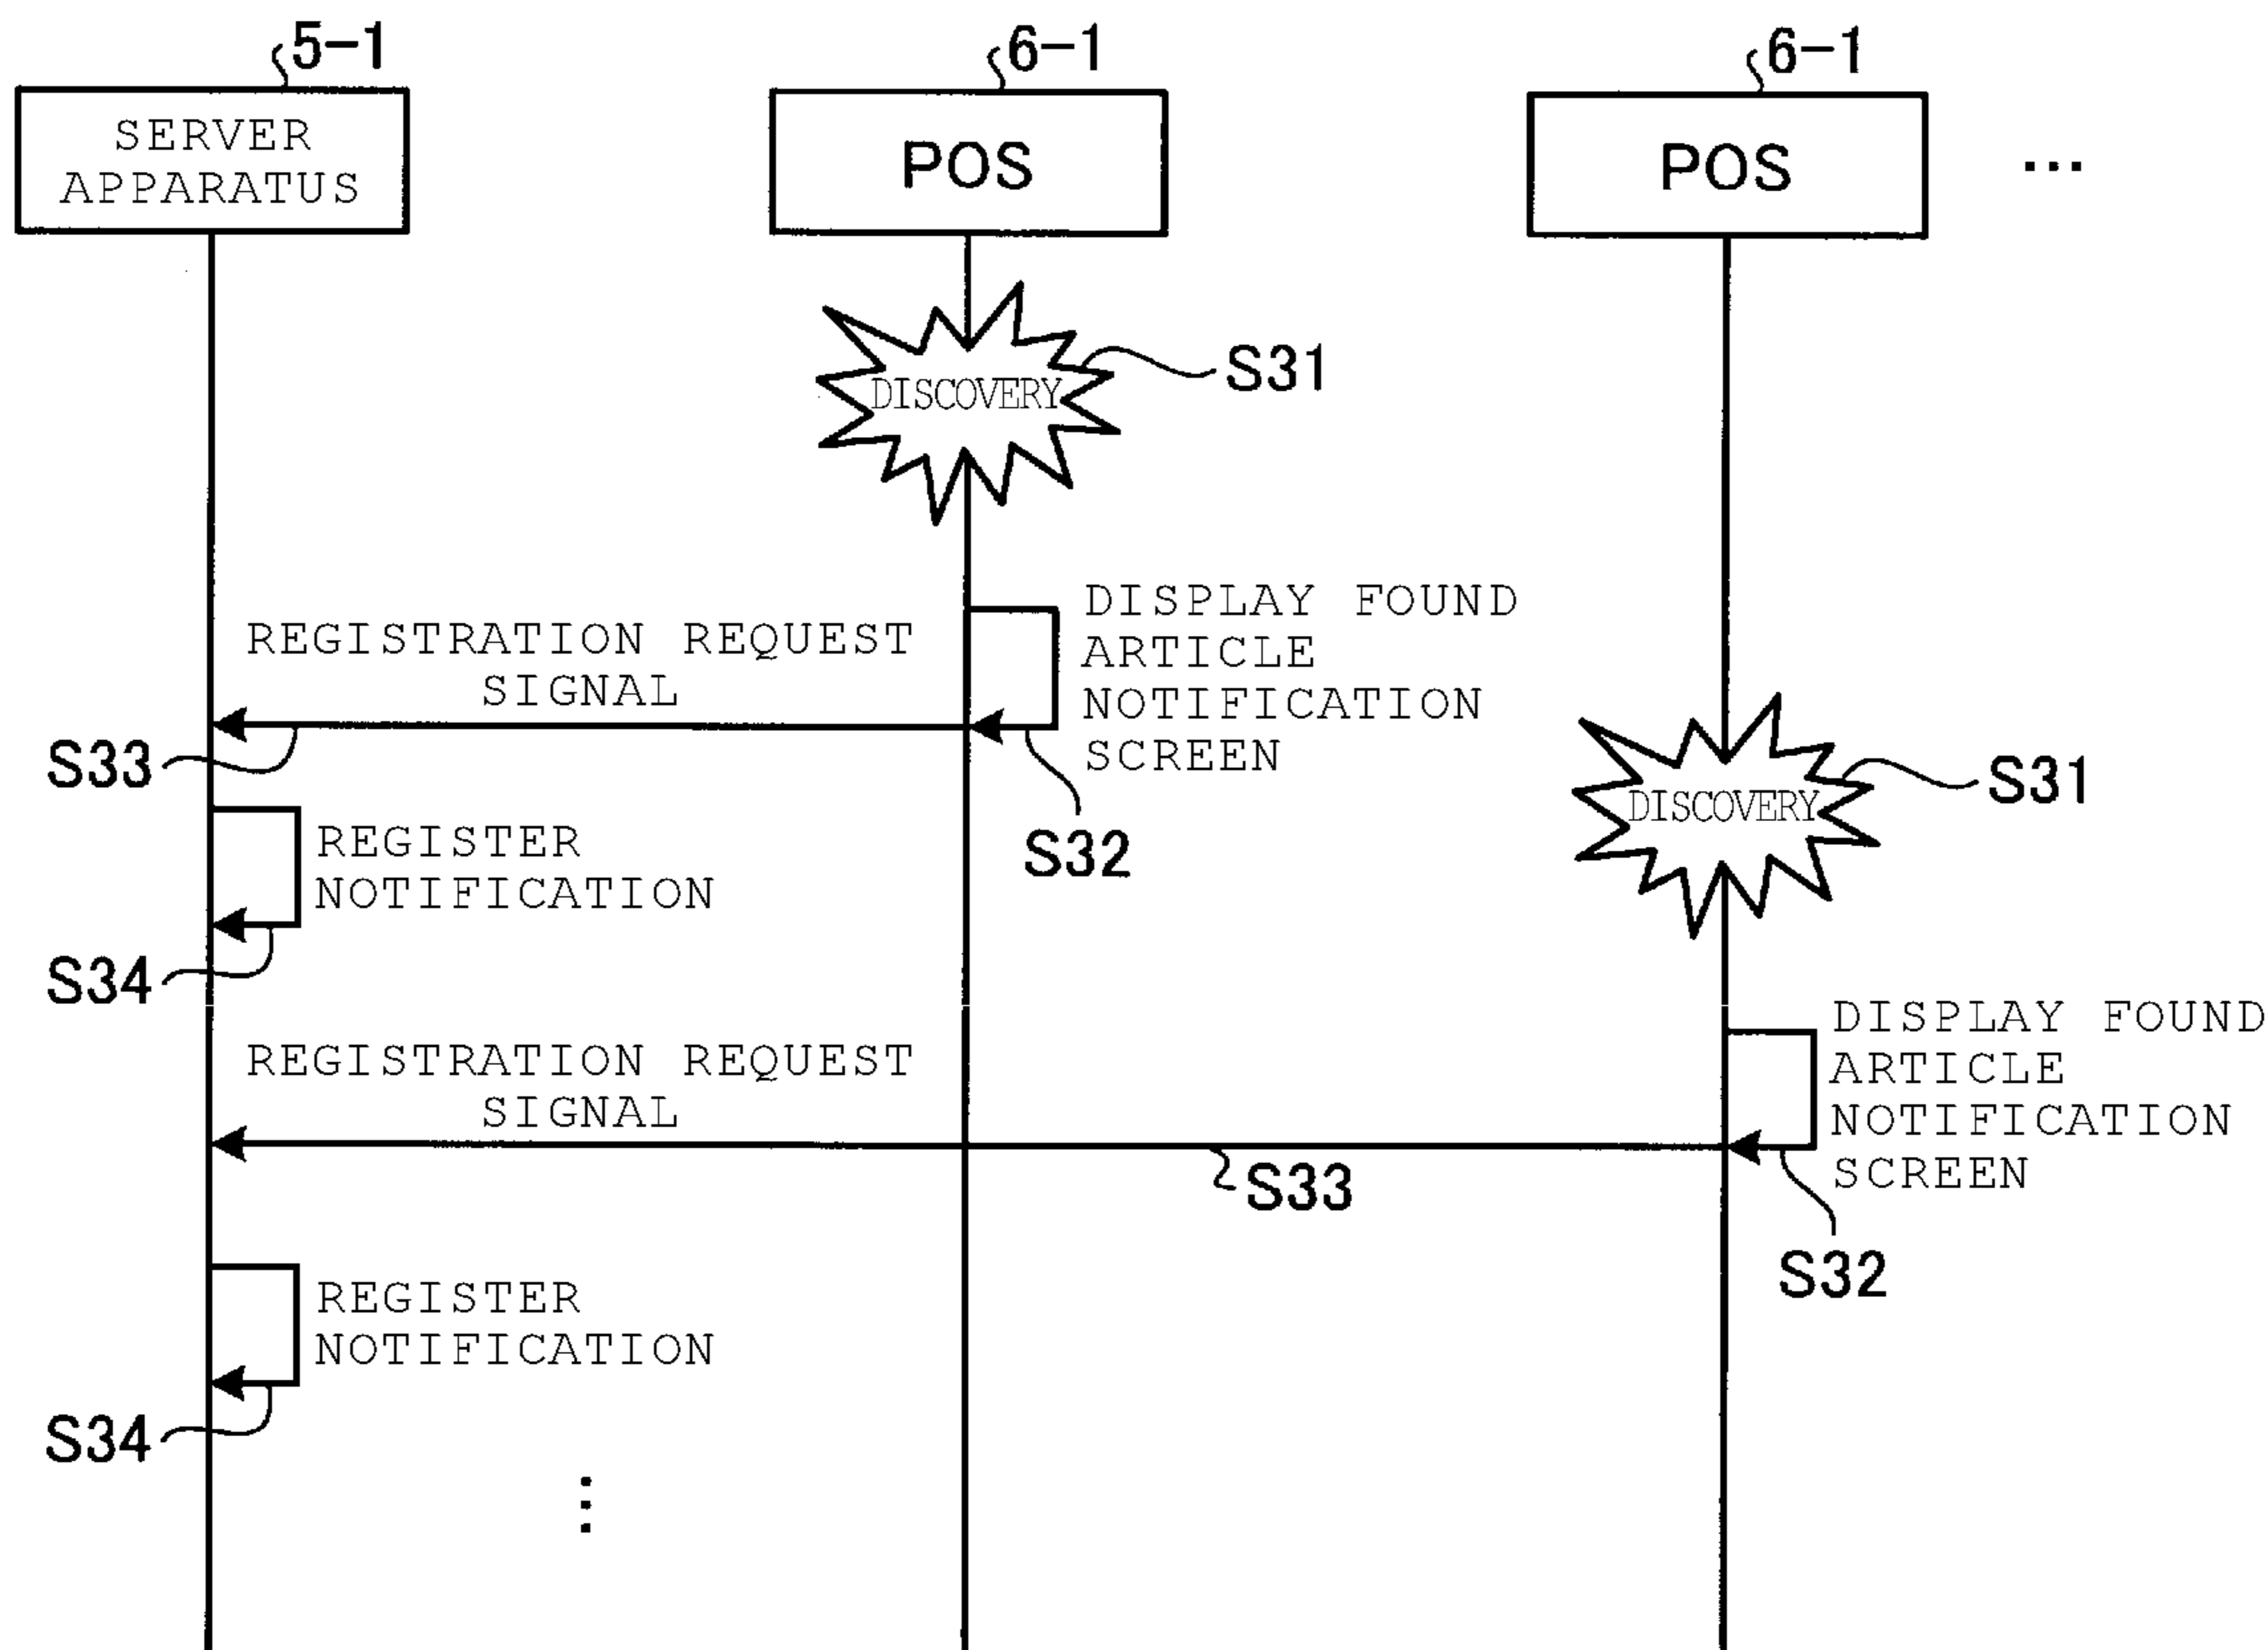 5-1
6-1
6-1
SERVER
APPARATUS
POS
POS
...
DISCOVERY
S31
DISPLAY FOUND
ARTICLE
NOTIFICATION
SCREEN
REGISTRATION REQUEST
SIGNAL
S33
S32
DISCOVERY
S31
REGISTER
NOTIFICATION
S34
DISPLAY FOUND
ARTICLE
NOTIFICATION
SCREEN
REGISTRATION REQUEST
SIGNAL
S33
S32
REGISTER
NOTIFICATION
S34